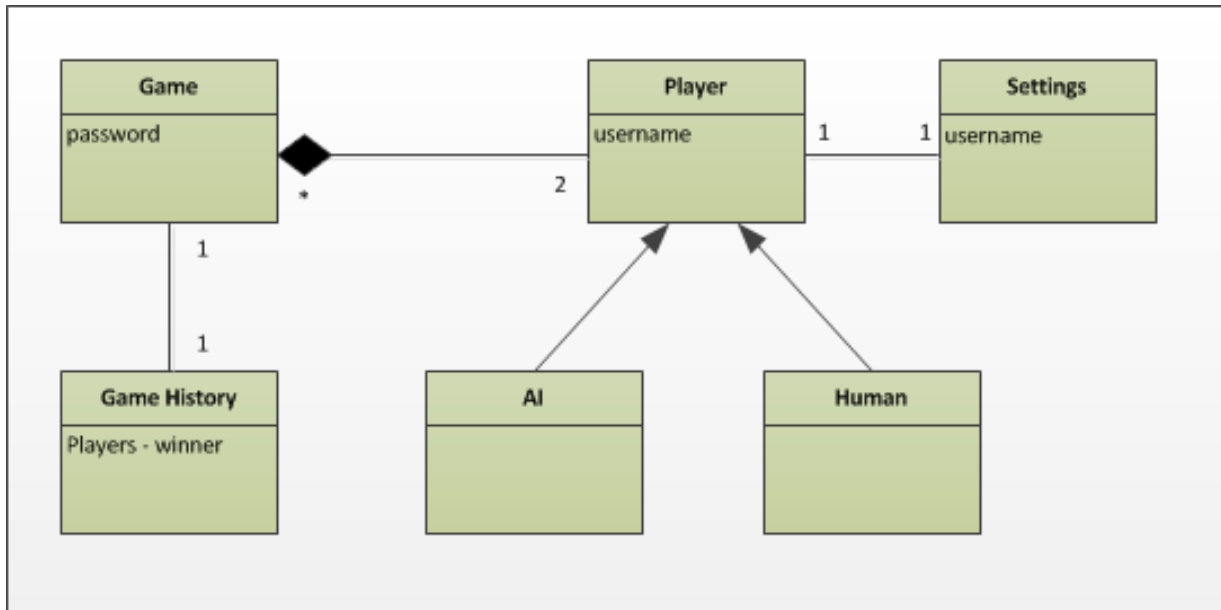 Game
password
Player
username
Settings
username
*
2
1
1
1
1
Game History
Players - winner
AI
Human